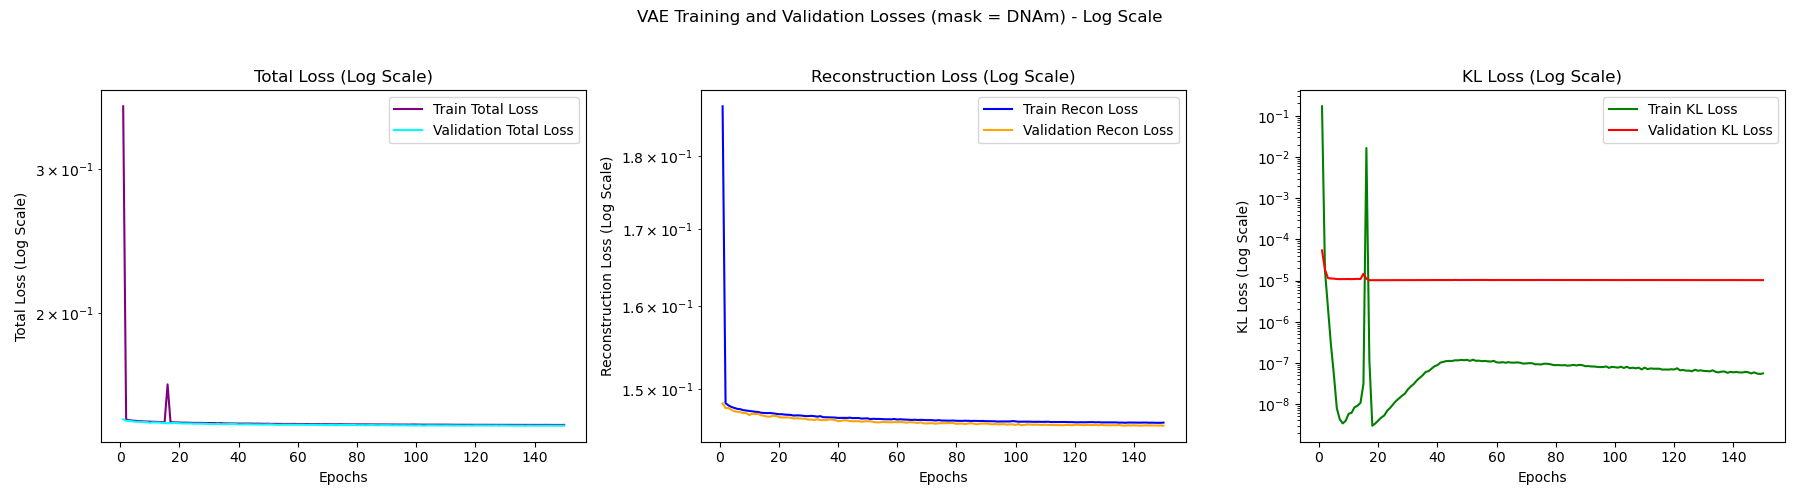 VAE Training and Validation Losses (mask = DNAm) - Log Scale
Total Loss (Log Scale)
Train Total Loss
Validation Total Loss
3 × 10⁻¹
2 × 10⁻¹
Total Loss (Log Scale)
0 20 40 60 80 100 120 140
Epochs
Reconstruction Loss (Log Scale)
Train Recon Loss
Validation Recon Loss
1.8 × 10⁻¹
1.7 × 10⁻¹
1.6 × 10⁻¹
1.5 × 10⁻¹
Reconstruction Loss (Log Scale)
0 20 40 60 80 100 120 140
Epochs
KL Loss (Log Scale)
Train KL Loss
Validation KL Loss
10⁻¹
10⁻²
10⁻³
10⁻⁴
10⁻⁵
10⁻⁶
10⁻⁷
10⁻⁸
KL Loss (Log Scale)
0 20 40 60 80 100 120 140
Epochs